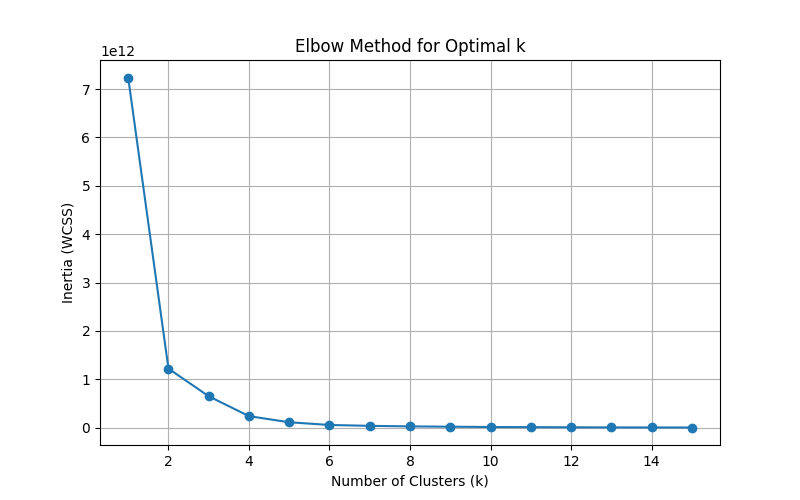 Elbow Method for Optimal k
1e12
7
6
5
4
3
2
1
0
Inertia (WCSS)
2 4 6 8 10 12 14
Number of Clusters (k)